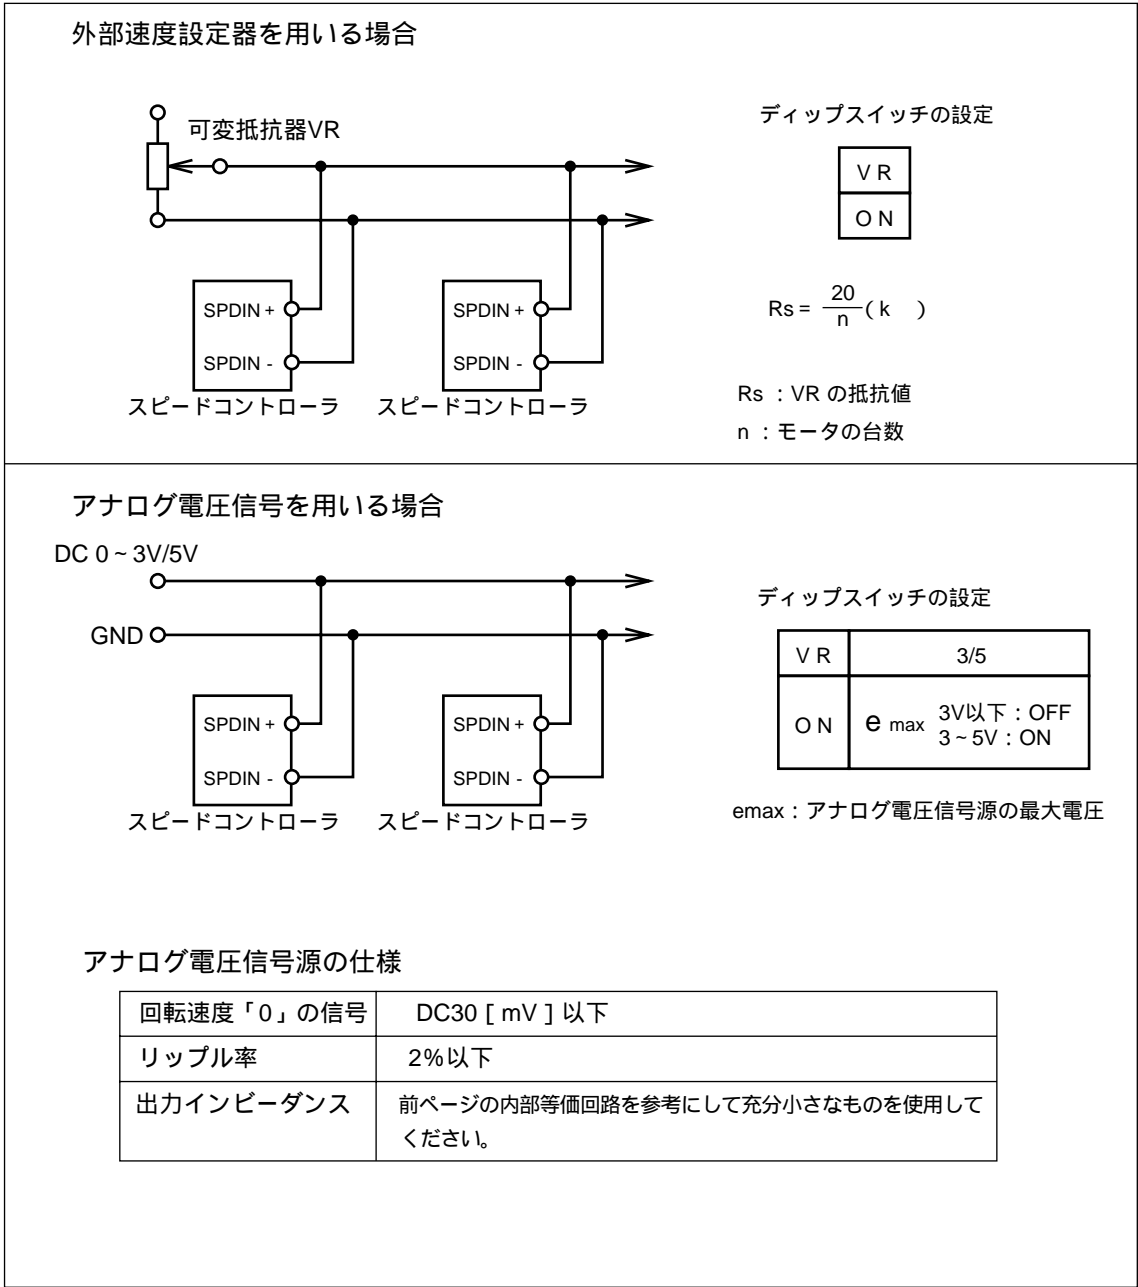 外部速度設定器を用いる場合
可変抵抗器VR
ディップスイッチの設定
V R
O N
SPDIN +
SPDIN -
スピードコントローラ
SPDIN +
SPDIN -
スピードコントローラ
Rs = 20/n (k　)
Rs ：VR の抵抗値
n ：モータの台数
アナログ電圧信号を用いる場合
DC 0 ~ 3V/5V
GND
SPDIN +
SPDIN -
スピードコントローラ
SPDIN +
SPDIN -
スピードコントローラ
ディップスイッチの設定
V R 3/5
O N e max 3V以下：OFF
3 ~ 5V：ON
emax：アナログ電圧信号源の最大電圧
アナログ電圧信号源の仕様
回転速度「0」の信号 DC30［mV］以下
リップル率 2%以下
出力インビーダンス 前ページの内部等価回路を参考にして充分小さなものを使用して
ください。